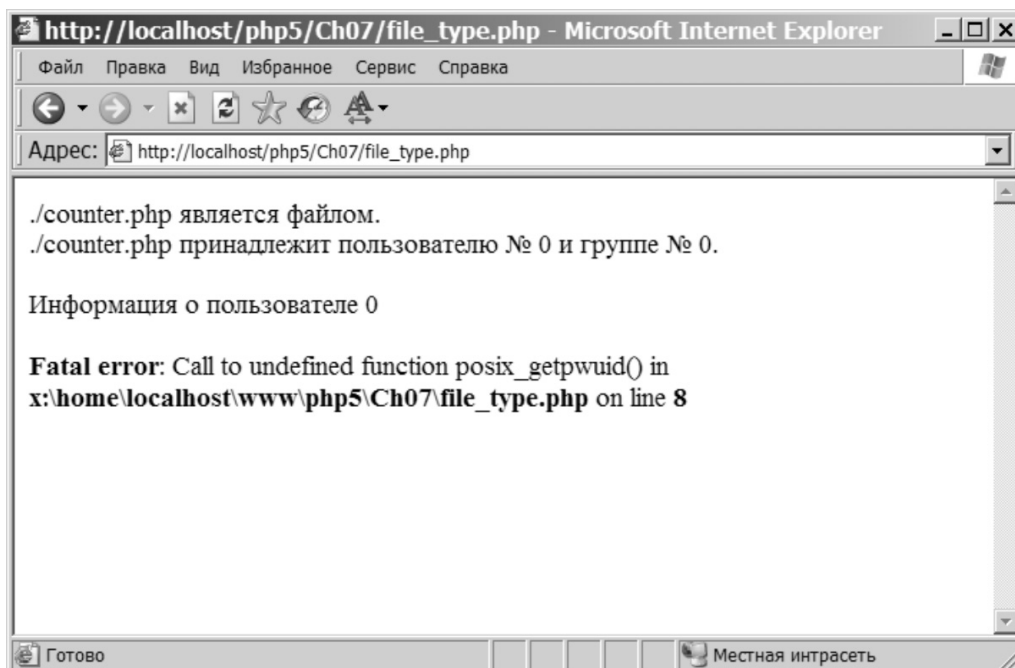 http://localhost/php5/Ch07/file_type.php - Microsoft Internet Explorer
Файл Правка Вид Избранное Сервис Справка
Адрес: http://localhost/php5/Ch07/file_type.php
./counter.php является файлом.
./counter.php принадлежит пользователю № 0 и группе № 0.
Информация о пользователе 0
Fatal error: Call to undefined function posix_getpwuid() in
x:\home\localhost\www\php5\Ch07\file_type.php on line 8
Готово
Местная интрасеть